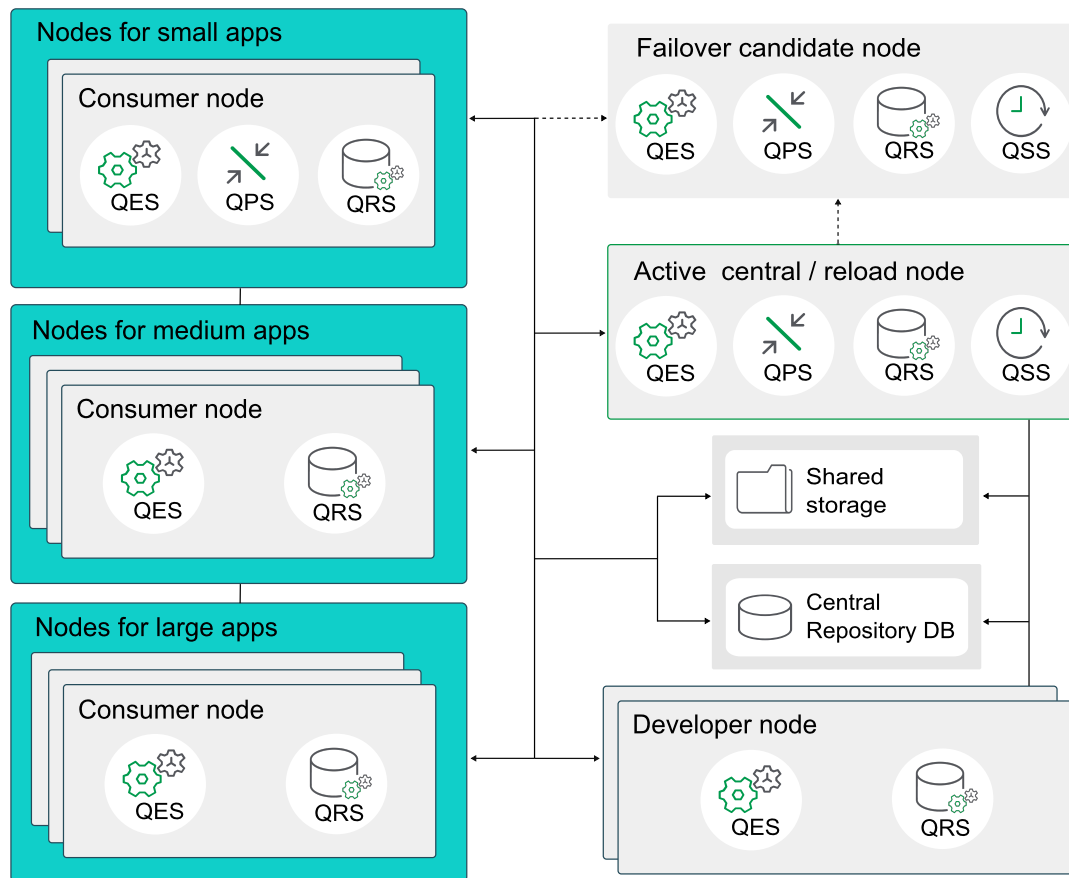 Nodes for small apps
Consumer node
QES
QPS
QRS
Nodes for medium apps
Consumer node
QES
QRS
Nodes for large apps
Consumer node
QES
QRS
Failover candidate node
QES
QPS
QRS
QSS
Active central / reload node
QES
QPS
QRS
QSS
Shared
storage
Central
Repository DB
Developer node
QES
QRS